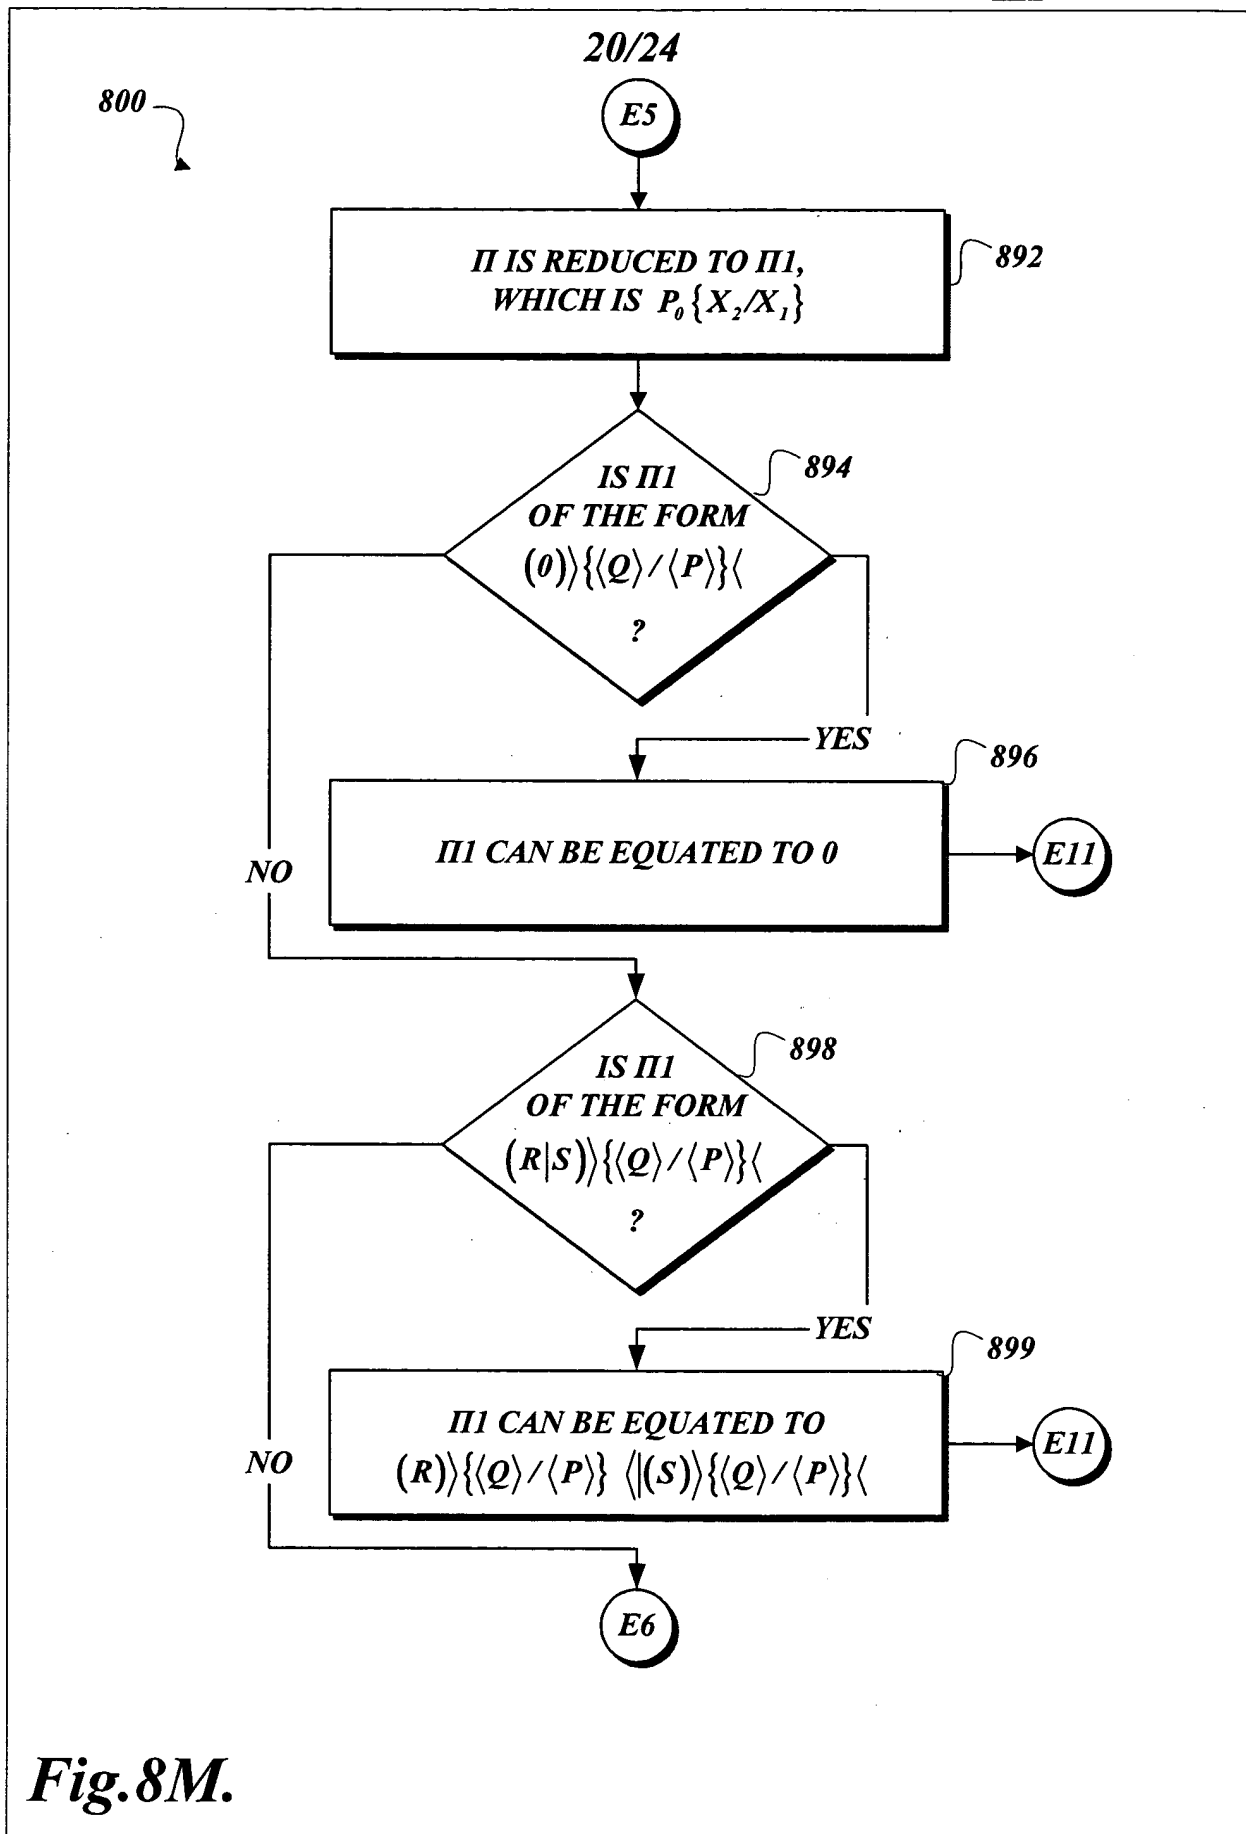 20/24
800
E5
Π IS REDUCED TO Π1,
WHICH IS P₀{X₂/X₁}
892
IS Π1
OF THE FORM
(0)⟩{⟨Q⟩/⟨P⟩}⟨
?
894
YES
NO
Π1 CAN BE EQUATED TO 0
896
E11
IS Π1
OF THE FORM
(R|S)⟩{⟨Q⟩/⟨P⟩}⟨
?
898
YES
NO
Π1 CAN BE EQUATED TO
(R)⟩{⟨Q⟩/⟨P⟩} ⟨|(S)⟩{⟨Q⟩/⟨P⟩}⟨
899
E11
E6
Fig.8M.